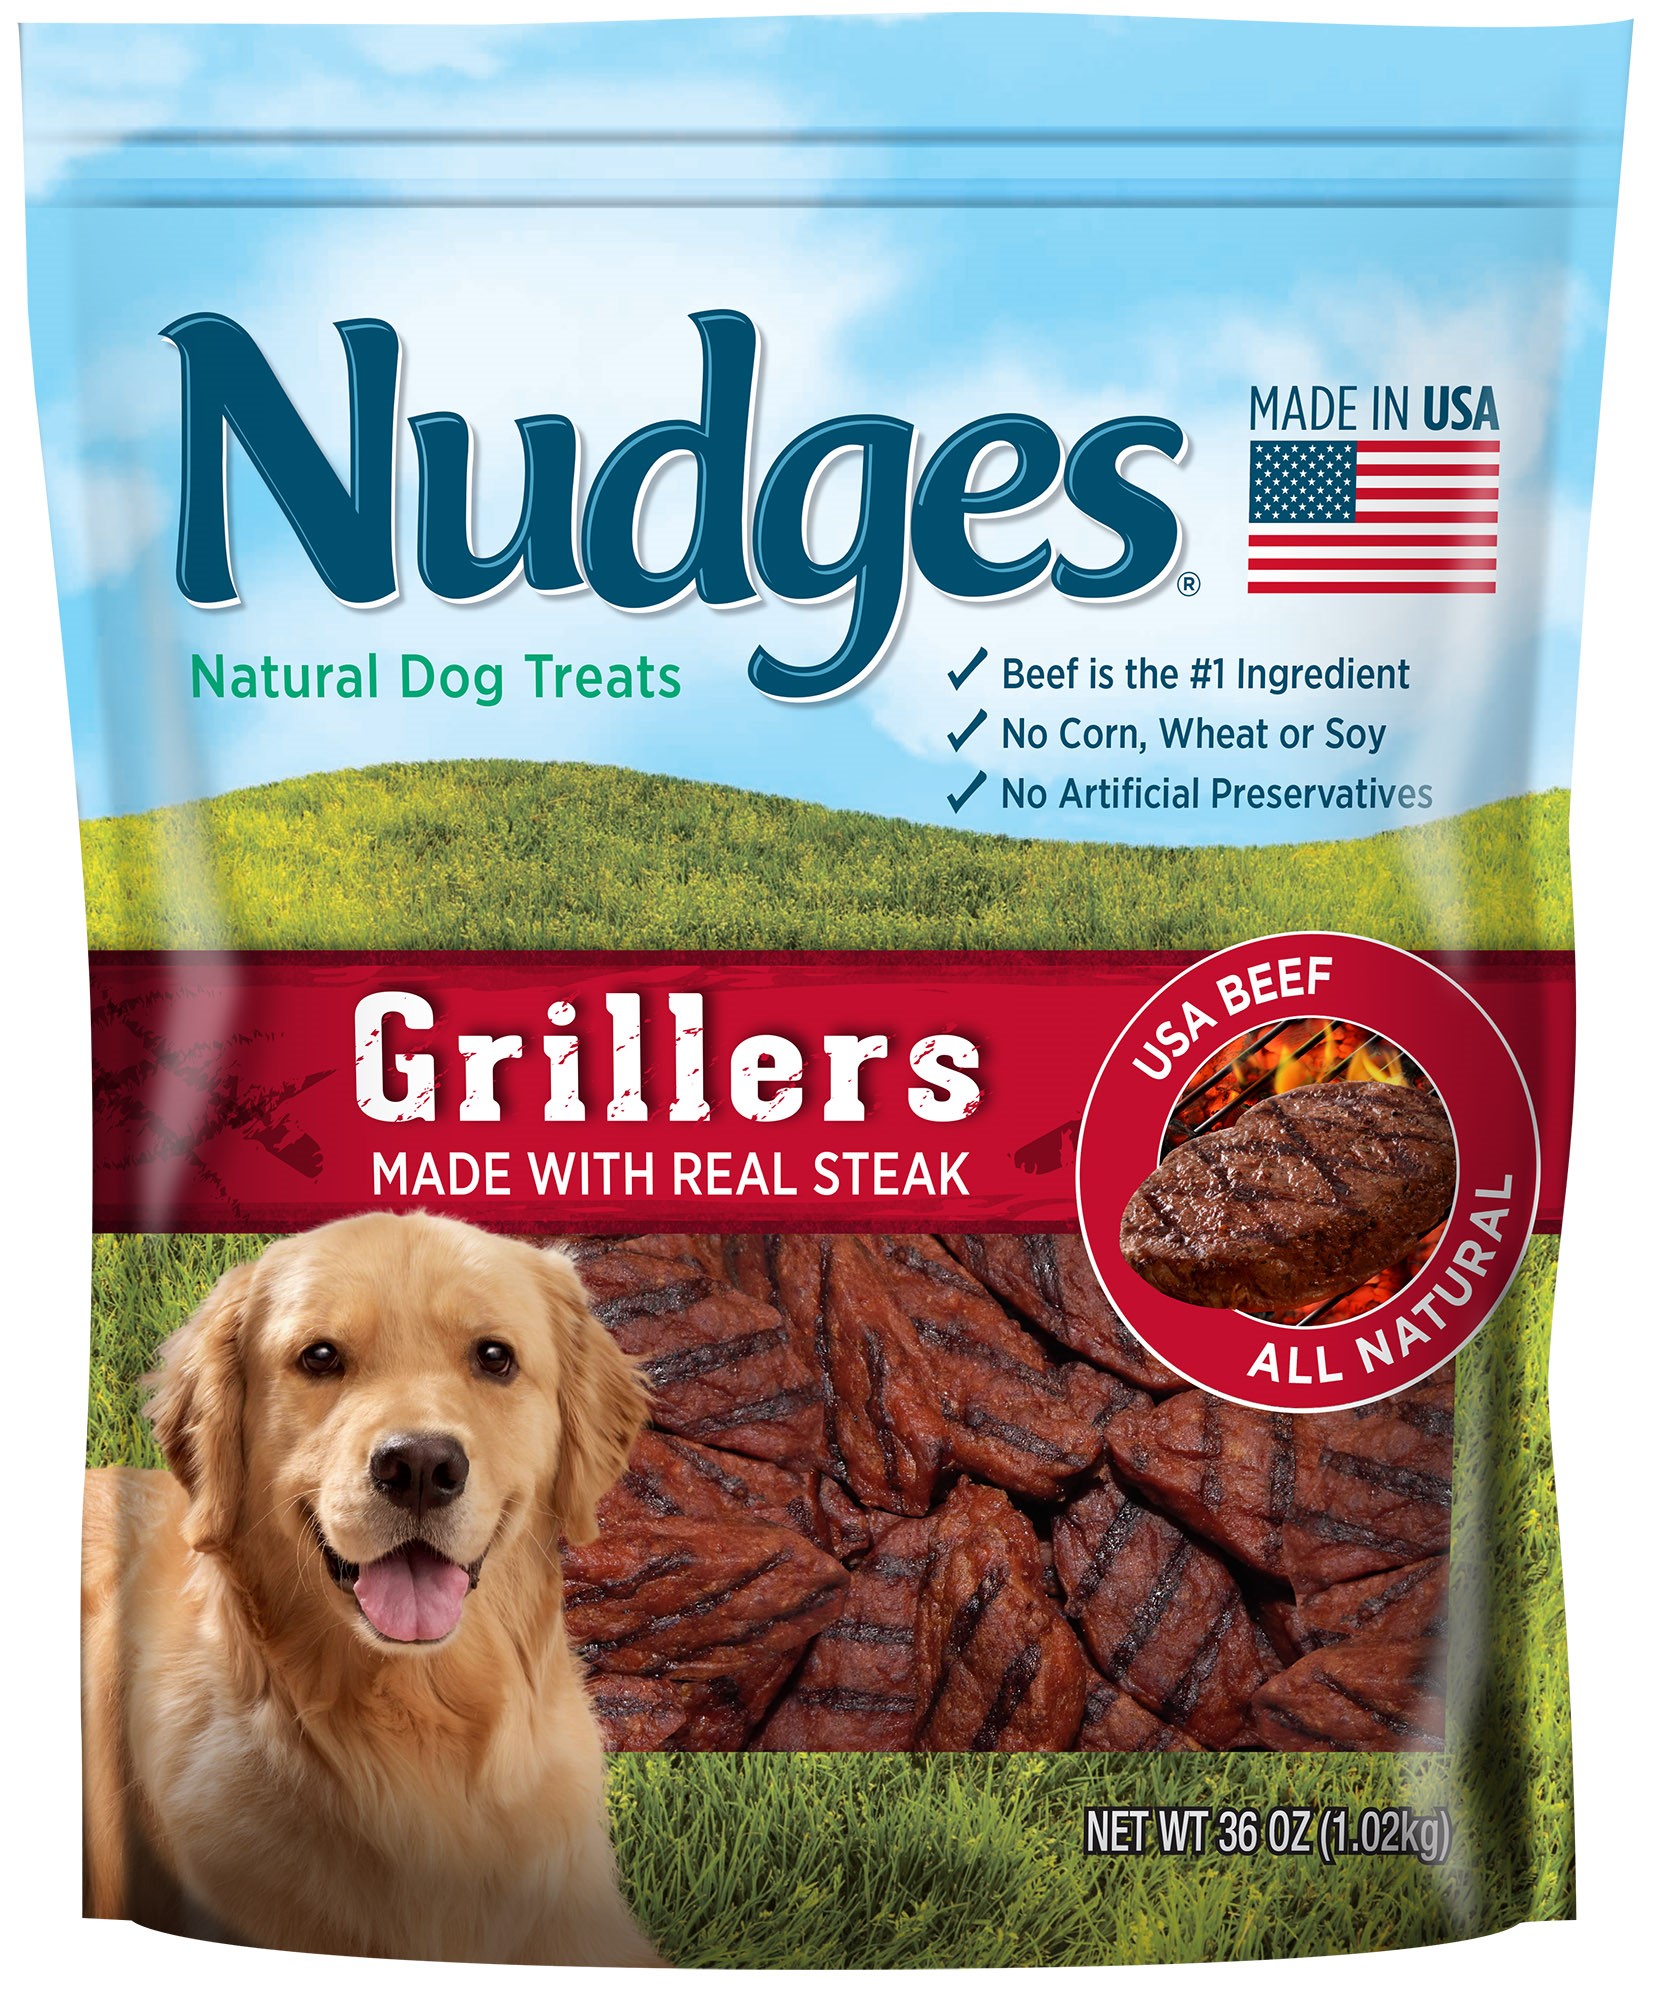 Nudges®
MADE IN USA
Natural Dog Treats
✓ Beef is the #1 Ingredient
✓ No Corn, Wheat or Soy
✓ No Artificial Preservatives
Grillers
MADE WITH REAL STEAK
USA BEEF
ALL NATURAL
NET WT 36 OZ (1.02kg)